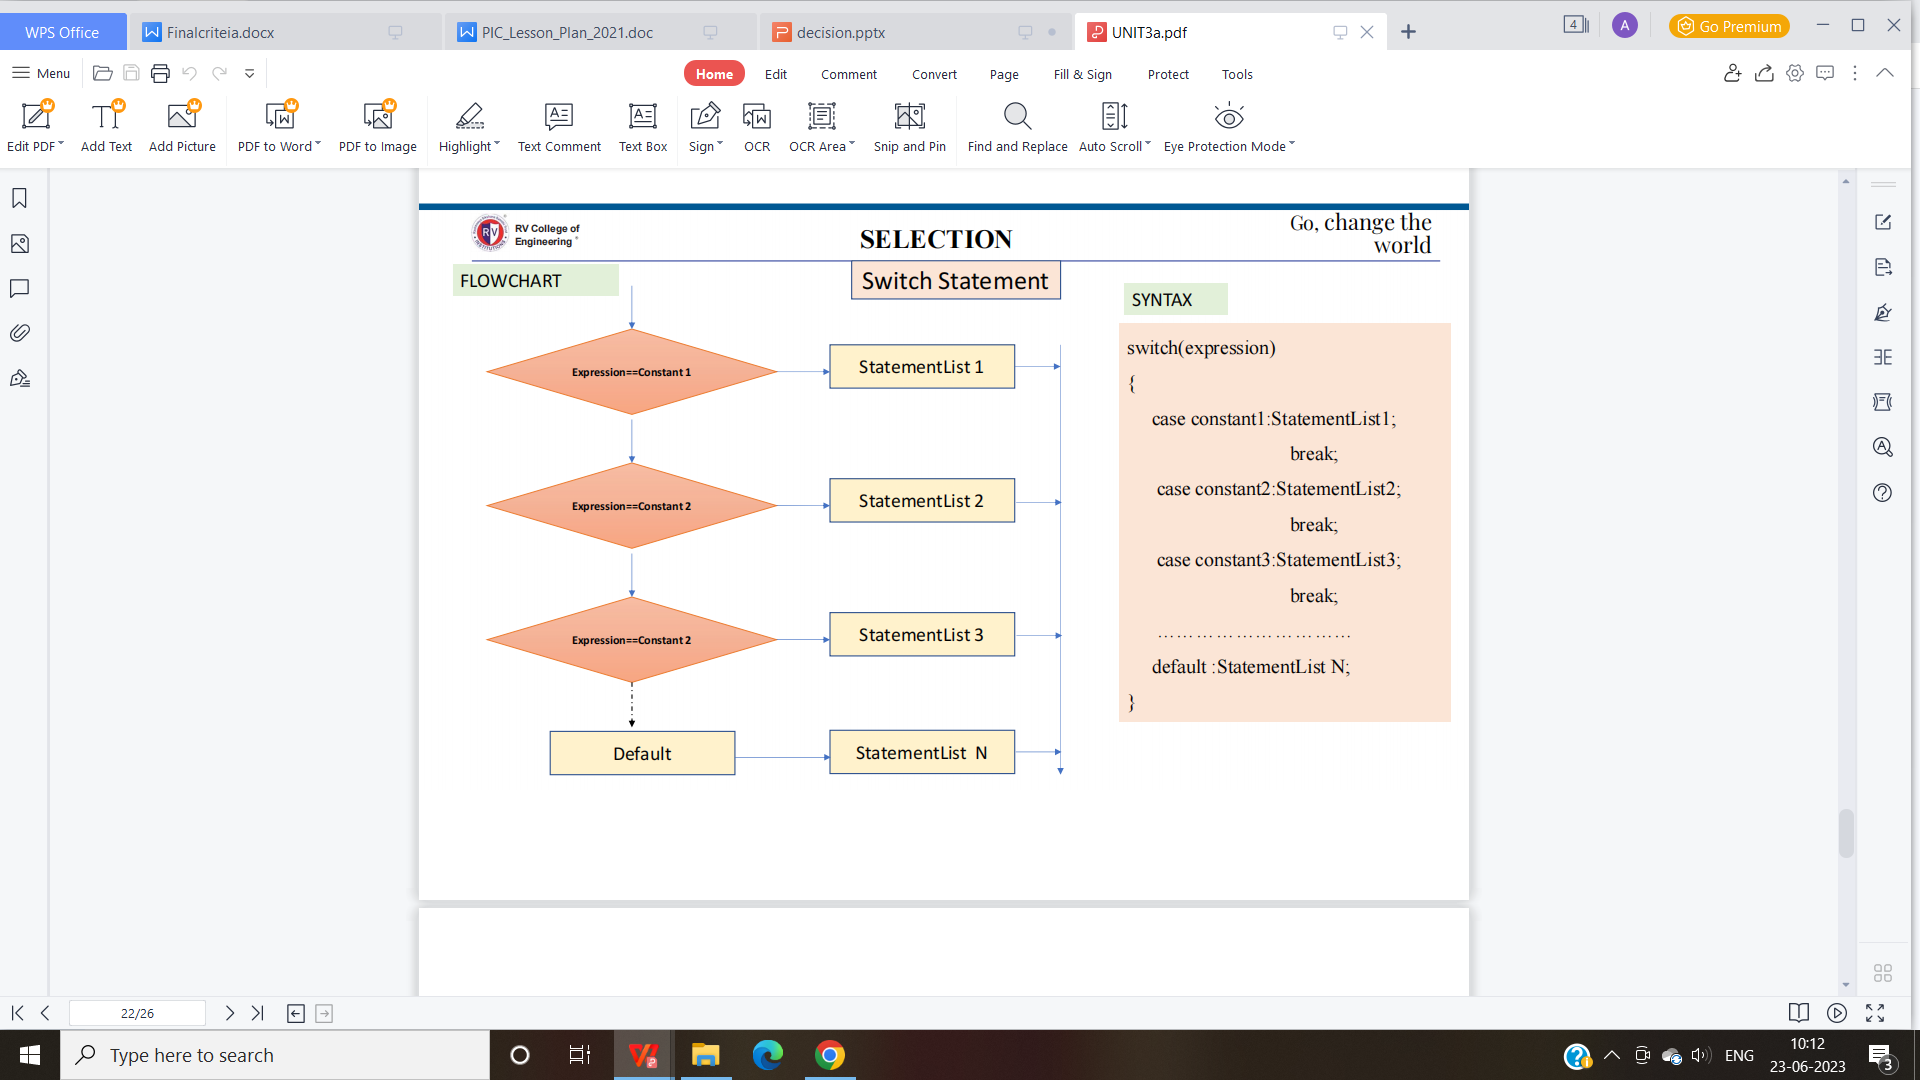 WPS Office
Finalcriteia.docx
PIC_Lesson_Plan_2021.doc
decision.pptx
UNIT3a.pdf
4
A
Go Premium
Menu
Home
Edit
Comment
Convert
Page
Fill & Sign
Protect
Tools
Edit PDF
Add Text
Add Picture
PDF to Word
PDF to Image
Highlight
Text Comment
Text Box
Sign
OCR
OCR Area
Snip and Pin
Find and Replace
Auto Scroll
Eye Protection Mode
RV College of
Engineering
SELECTION
Go, change the
world
FLOWCHART
Switch Statement
SYNTAX
Expression==Constant 1
StatementList 1
Expression==Constant 2
StatementList 2
Expression==Constant 2
StatementList 3
Default
StatementList N
switch(expression)
{
case constant1:StatementList1;
break;
case constant2:StatementList2;
break;
case constant3:StatementList3;
break;
…………………………
default :StatementList N;
}
22/26
Type here to search
ENG
10:12
23-06-2023
3